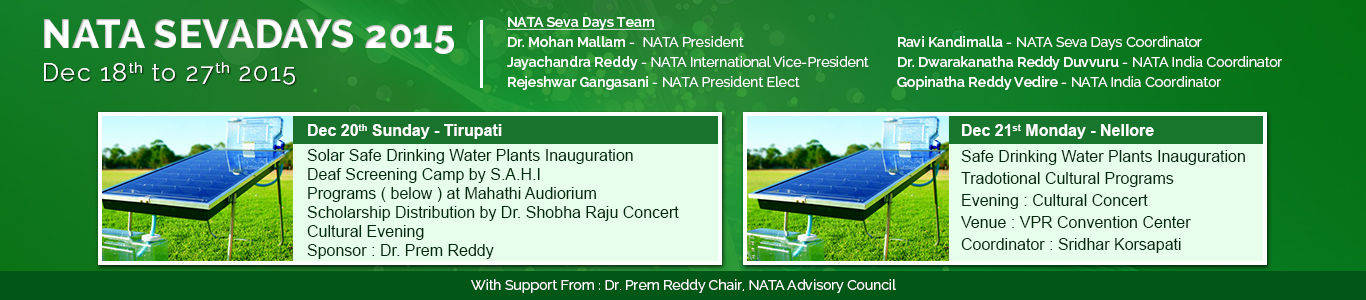 NATA SEVADAYS 2015
Dec 18th to 27th 2015
NATA Seva Days Team
Dr. Mohan Mallam - NATA President
Jayachandra Reddy - NATA International Vice-President
Rejeshwar Gangasani - NATA President Elect
Ravi Kandimalla - NATA Seva Days Coordinator
Dr. Dwarakanatha Reddy Duvvuru - NATA India Coordinator
Gopinatha Reddy Vedire - NATA India Coordinator
Dec 20th Sunday - Tirupati
Solar Safe Drinking Water Plants Inauguration
Deaf Screening Camp by S.A.H.I
Programs ( below ) at Mahathi Audiorium
Scholarship Distribution by Dr. Shobha Raju Concert
Cultural Evening
Sponsor : Dr. Prem Reddy
Dec 21st Monday - Nellore
Safe Drinking Water Plants Inauguration
Tradotional Cultural Programs
Evening : Cultural Concert
Venue : VPR Convention Center
Coordinator : Sridhar Korsapati
With Support From : Dr. Prem Reddy Chair, NATA Advisory Council